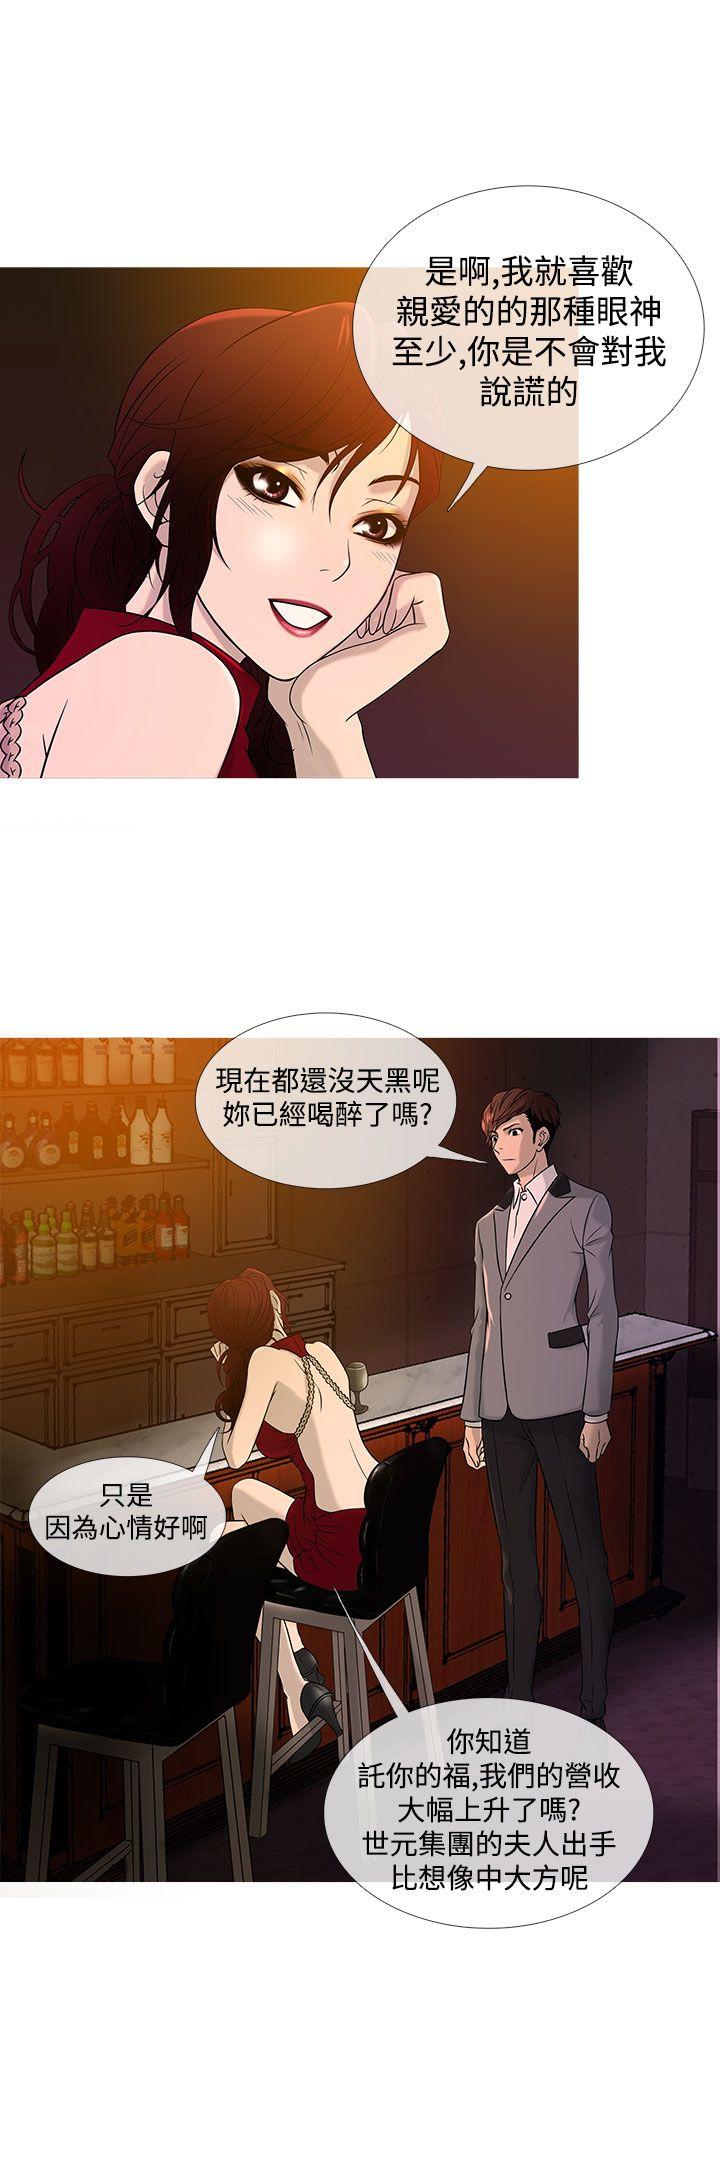 是啊,我就喜歡
親愛的的那種眼神
至少,你是不會對我
說謊的
現在都還沒天黑呢
妳已經喝醉了嗎?
只是
因為心情好啊
你知道
託你的福,我們的營收
大幅上升了嗎?
世元集團的夫人出手
比想像中大方呢